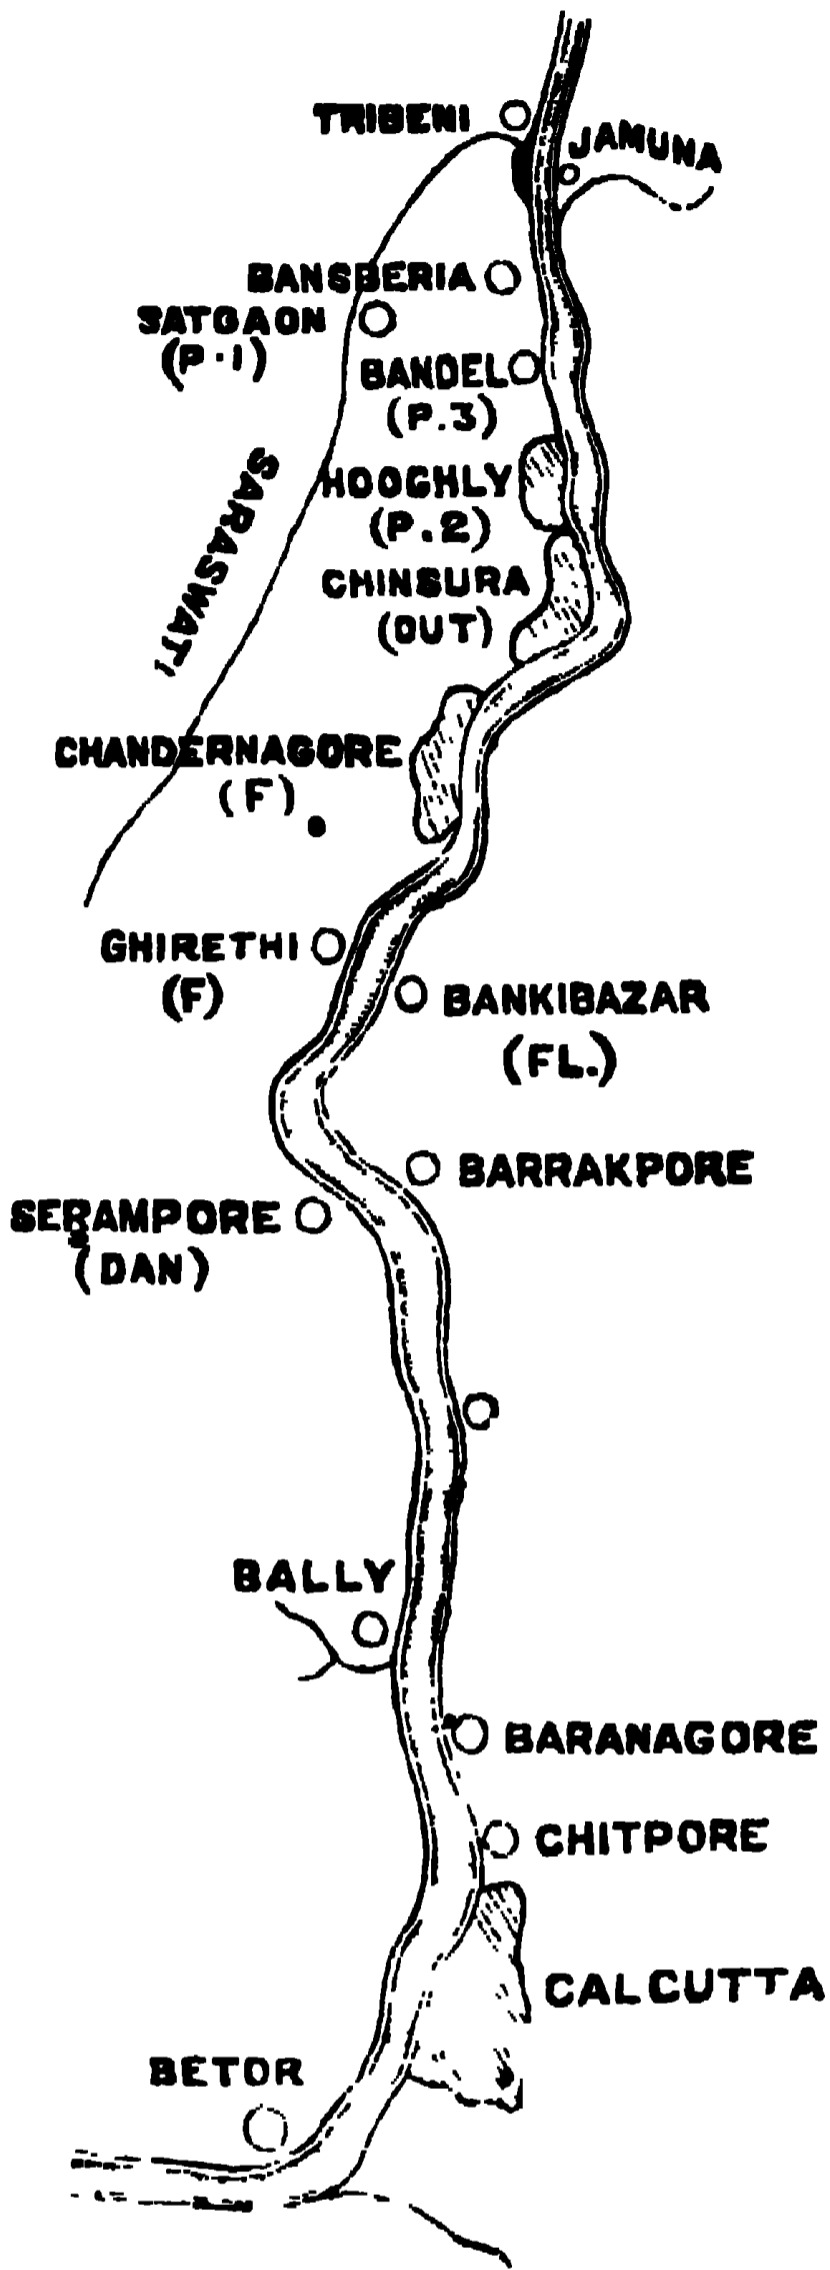 TRIBENI
JAMUNA
BANSBERIA
SATGAON
(P.1)
BANDEL
(P.3)
HOOGHLY
(P.2)
SARASWATI
CHINSURA
(DUT)
CHANDERNAGORE
(F)
GHIRETHI
(F)
BANKIBAZAR
(FL.)
BARRAKPORE
SERAMPORE
(DAN)
BALLY
BARANAGORE
CHITPORE
CALCUTTA
BETOR